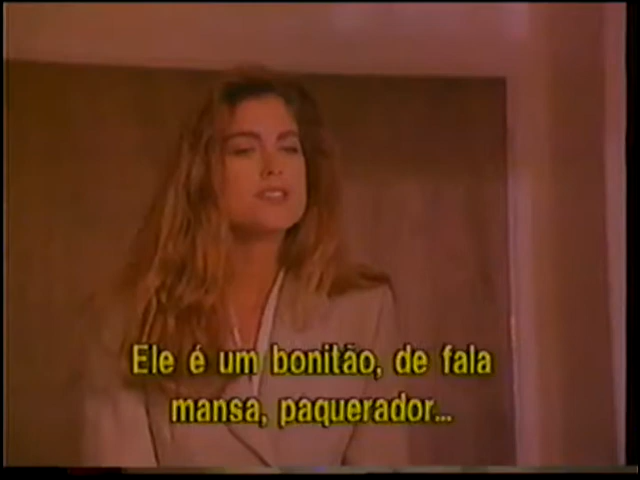 Ele é um bonitão, de fala
mansa, paquerador...